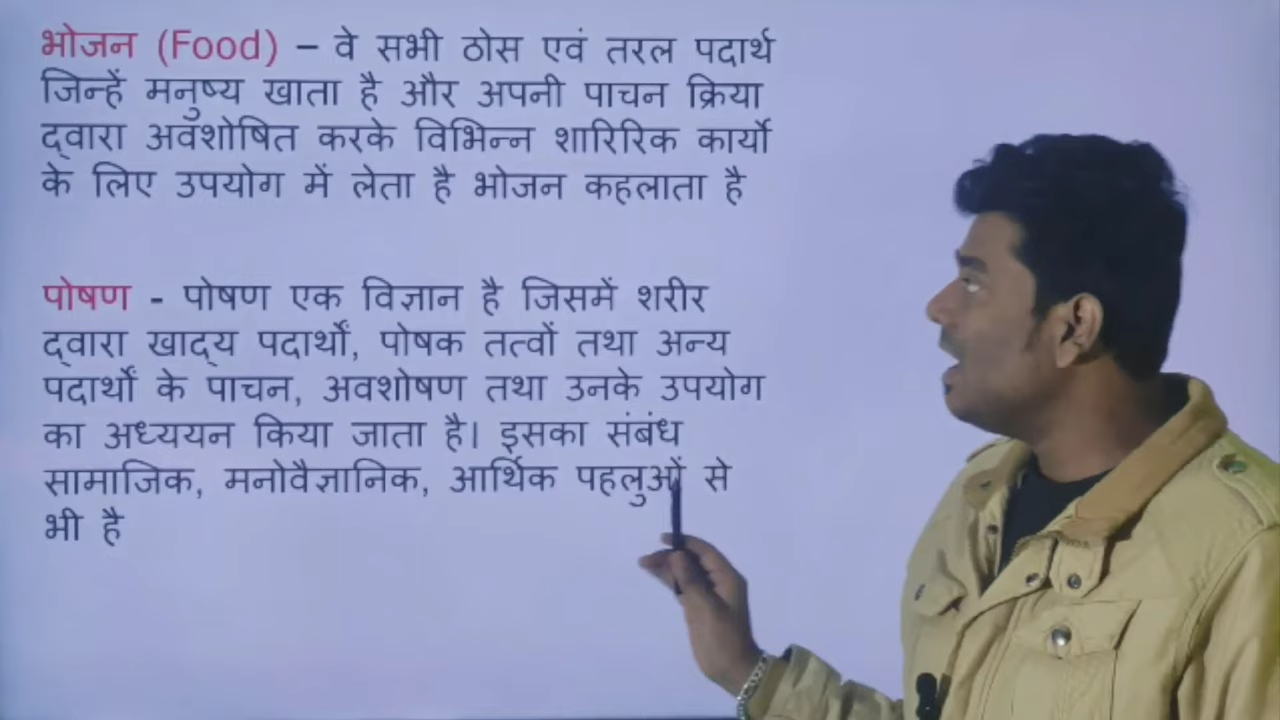 भोजन (Food) – वे सभी ठोस एवं तरल पदार्थ
जिन्हें मनुष्य खाता है और अपनी पाचन क्रिया
द्वारा अवशोषित करके विभिन्न शारिरिक कार्यो
के लिए उपयोग में लेता है भोजन कहलाता है
पोषण - पोषण एक विज्ञान है जिसमें शरीर
द्वारा खाद्य पदार्थों, पोषक तत्वों तथा अन्य
पदार्थों के पाचन, अवशोषण तथा उनके उपयोग
का अध्ययन किया जाता है। इसका संबंध
सामाजिक, मनोवैज्ञानिक, आर्थिक पहलुओं से
भी है